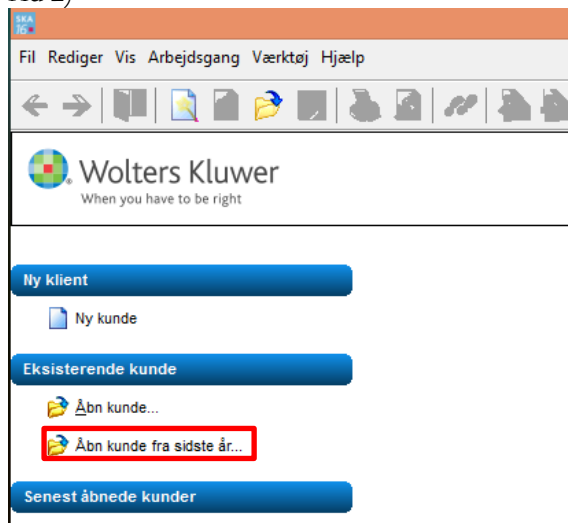 SKA
16
Fil Rediger Vis Arbejdsgang Værktøj Hjælp
Wolters Kluwer
When you have to be right
Ny klient
Ny kunde
Eksisterende kunde
Åbn kunde...
Åbn kunde fra sidste år...
Senest åbnede kunder